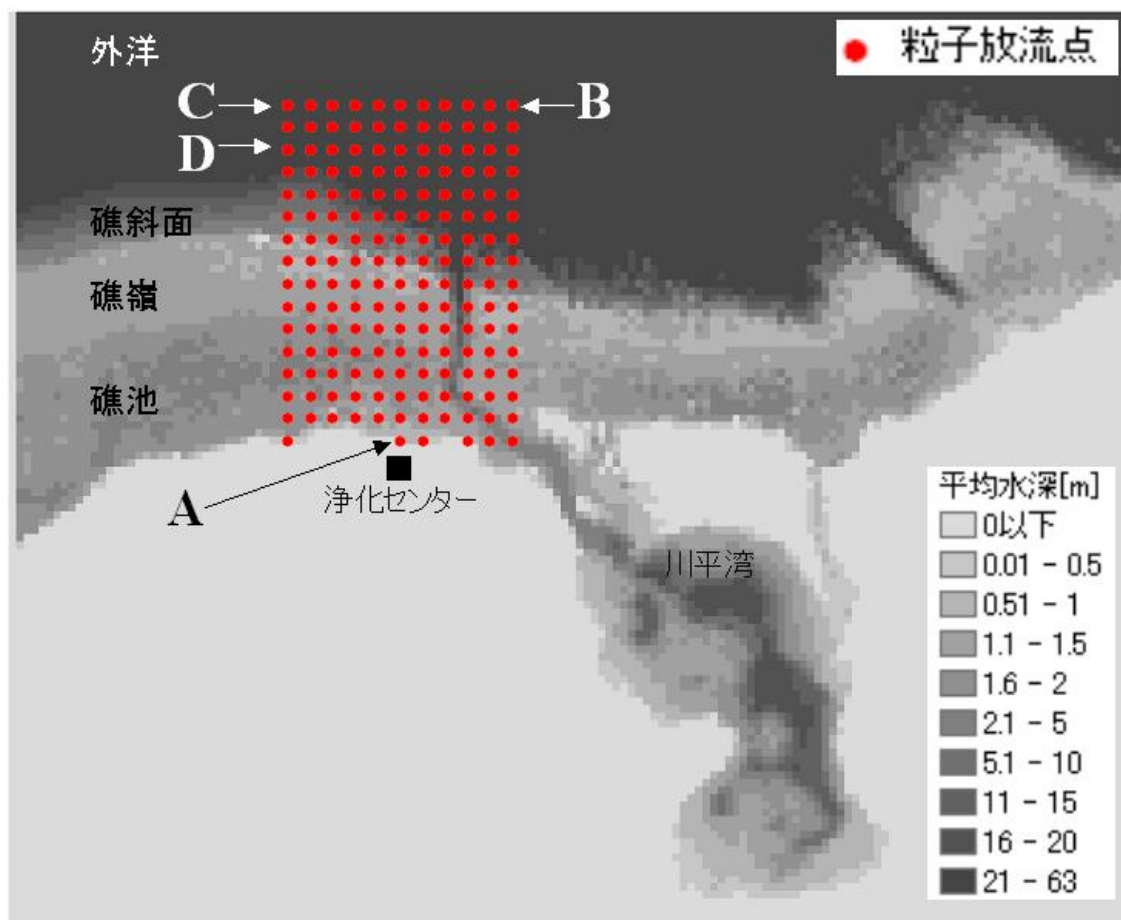 外洋
粒子放流点
C
B
D
礁斜面
礁嶺
礁池
A
浄化センター
川平湾
平均水深[m]
0以下
0.01 - 0.5
0.51 - 1
1.1 - 1.5
1.6 - 2
2.1 - 5
5.1 - 10
11 - 15
16 - 20
21 - 63